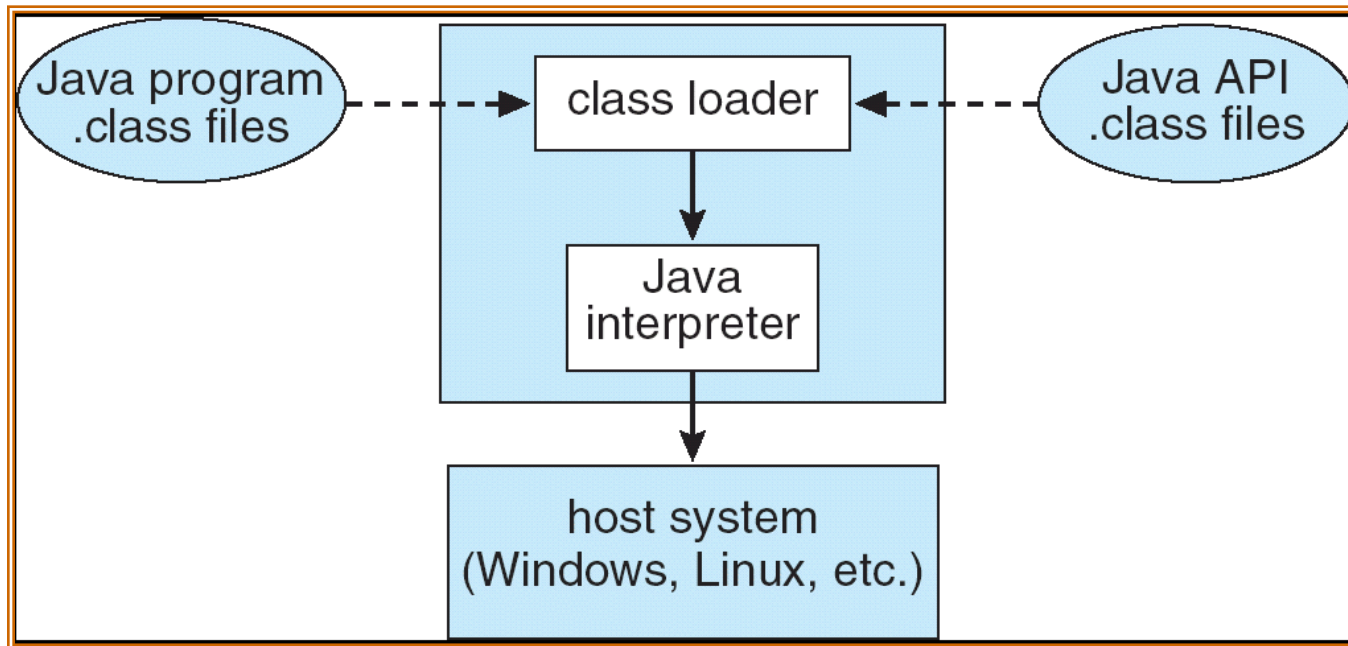 Java program
.class files
class loader
Java API
.class files
Java
interpreter
host system
(Windows, Linux, etc.)